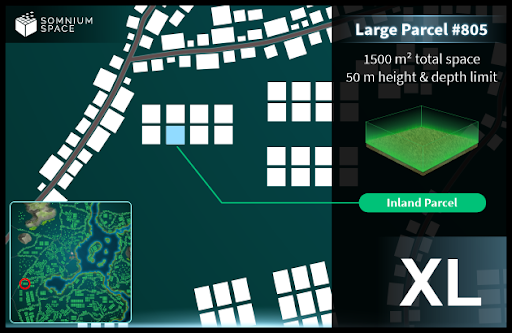 SOMNIUM
SPACE
Large Parcel #805
1500 m² total space
50 m height & depth limit
Inland Parcel
XL